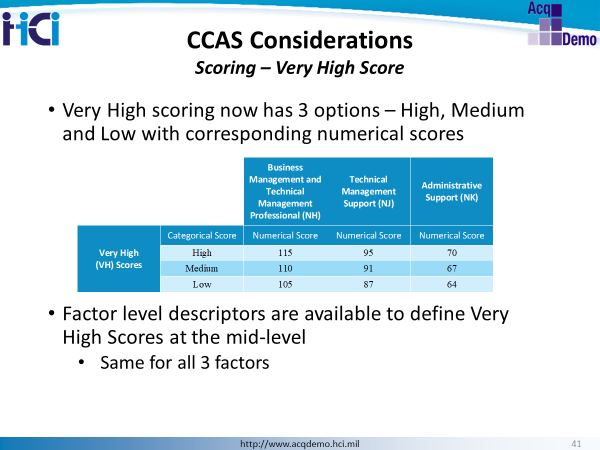 HCi
Acq
Demo
CCAS Considerations
Scoring – Very High Score
• Very High scoring now has 3 options – High, Medium
and Low with corresponding numerical scores
Business
Management and
Technical
Management
Professional (NH)
Technical
Management
Support (NJ)
Administrative
Support (NK)
Very High
(VH) Scores
Categorical Score Numerical Score Numerical Score Numerical Score
High 115 95 70
Medium 110 91 67
Low 105 87 64
• Factor level descriptors are available to define Very
High Scores at the mid-level
• Same for all 3 factors
http://www.acqdemo.hci.mil
41